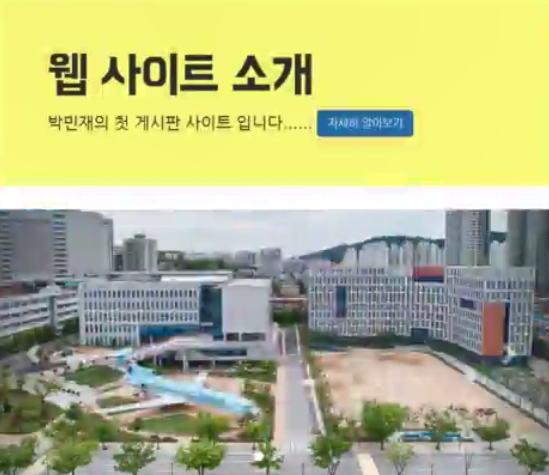 웹 사이트 소개
박민재의 첫 게시판 사이트 입니다...... 자세히 알아보기